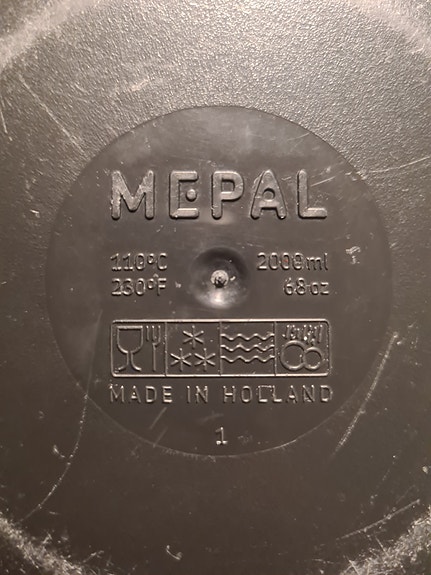 MEPAL
110°C 2000ml
230°F 68oz
MADE IN HOLLAND
1